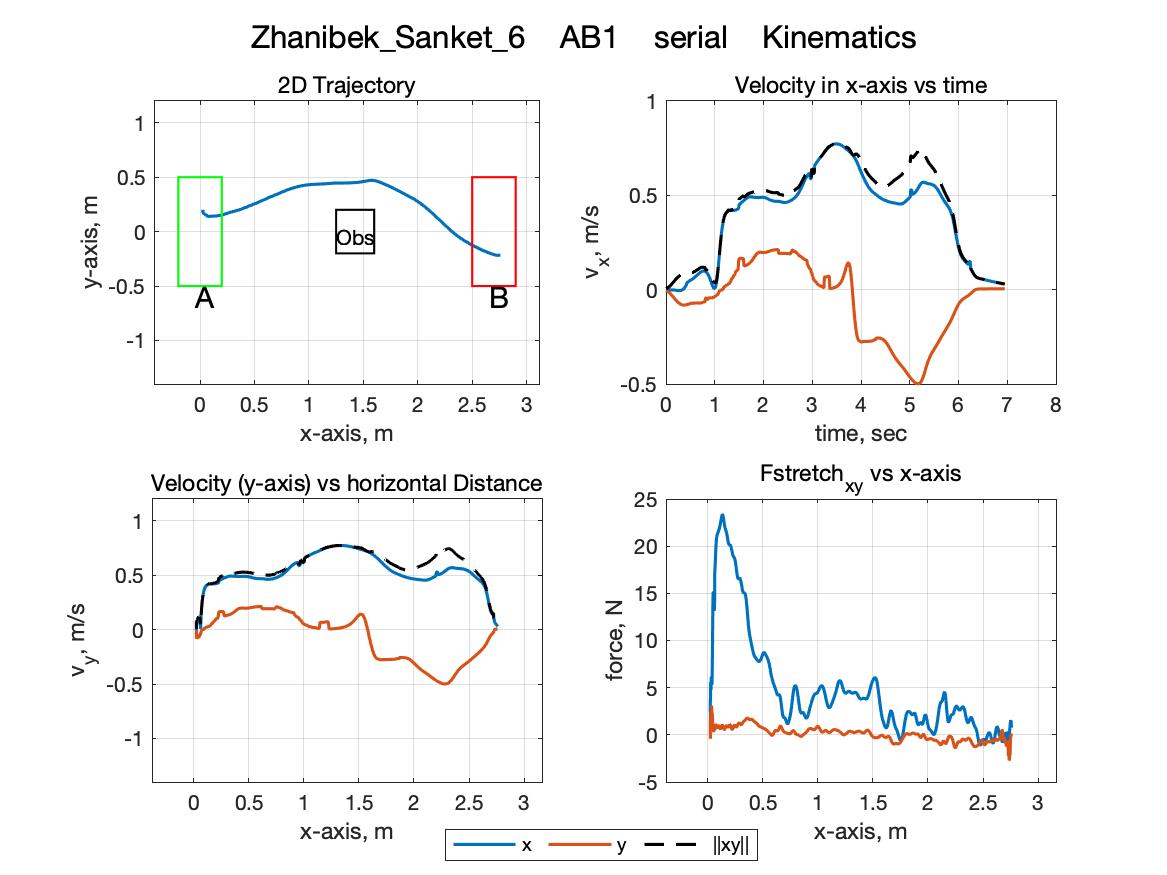 Zhanibek_Sanket_6 AB1 serial Kinematics
2D Trajectory
1
0.5
0
-0.5
-1
y-axis, m
Obs
A
B
0 0.5 1 1.5 2 2.5 3
x-axis, m
Velocity in x-axis vs time
1
0.5
0
-0.5
v_x, m/s
0 1 2 3 4 5 6 7 8
time, sec
Velocity (y-axis) vs horizontal Distance
1
0.5
0
-0.5
-1
v_y, m/s
0 0.5 1 1.5 2 2.5 3
x-axis, m
Fstretch_xy vs x-axis
25
20
15
10
5
0
-5
force, N
0 0.5 1 1.5 2 2.5 3
x-axis, m
x y ||xy||